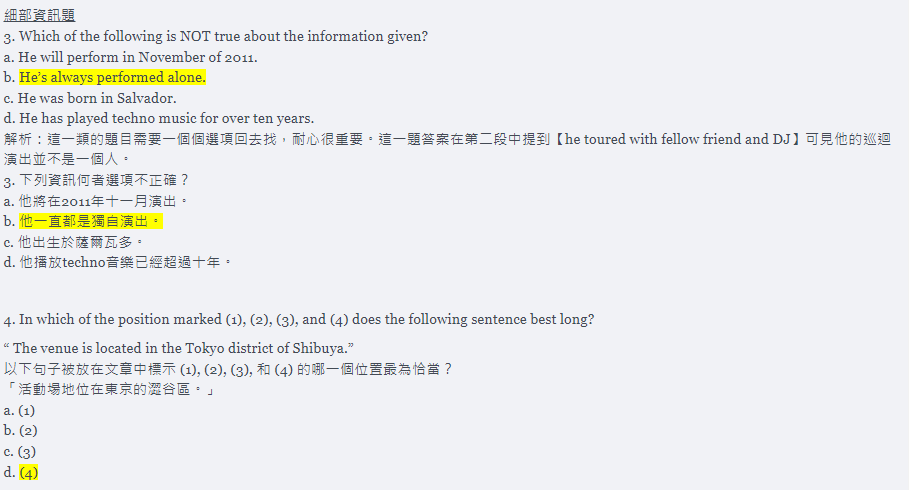 細部資訊題
3. Which of the following is NOT true about the information given?
a. He will perform in November of 2011.
b. He's always performed alone.
c. He was born in Salvador.
d. He has played techno music for over ten years.
解析：這一類的題目需要一個個選項回去找，耐心很重要。這一題答案在第二段中提到【he toured with fellow friend and DJ】可見他的巡迴
演出並不是一個人。
3. 下列資訊何者選項不正確？
a. 他將在2011年十一月演出。
b. 他一直都是獨自演出。
c. 他出生於薩爾瓦多。
d. 他播放techno音樂已經超過十年。
4. In which of the position marked (1), (2), (3), and (4) does the following sentence best long?
“ The venue is located in the Tokyo district of Shibuya.”
以下句子被放在文章中標示 (1), (2), (3), 和 (4) 的哪一個位置最為恰當？
「活動場地位在東京的澀谷區。」
a. (1)
b. (2)
c. (3)
d. (4)